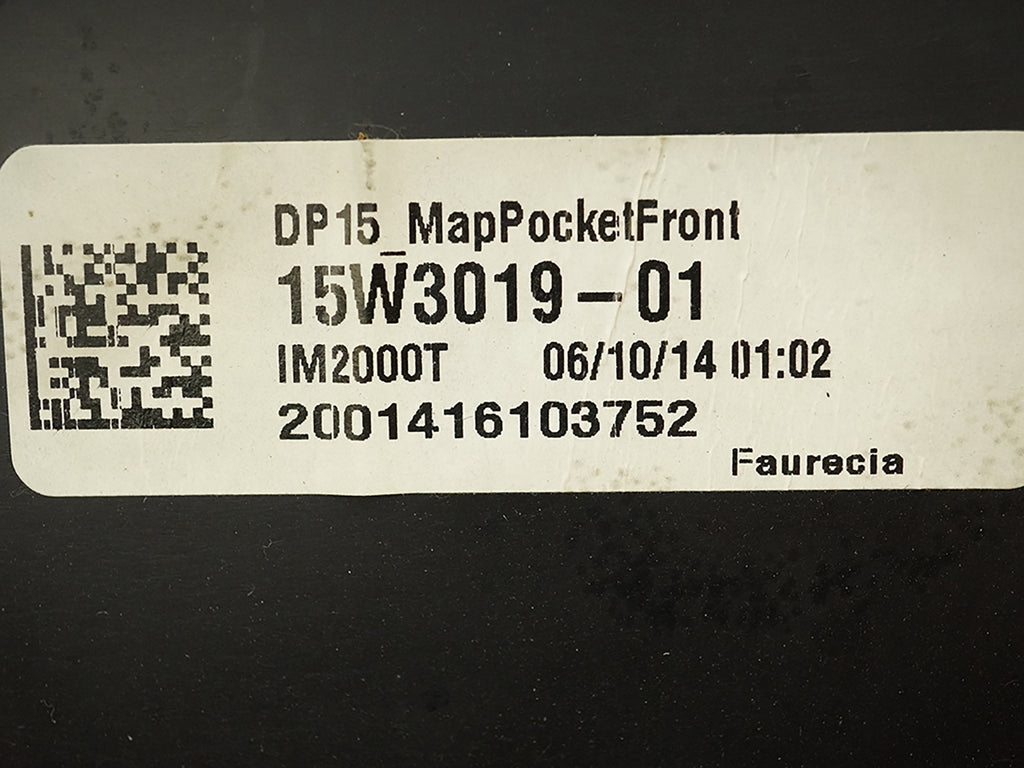 DP15_MapPocketFront
15W3019-01
IM2000T 06/10/14 01:02
2001416103752
Faurecia